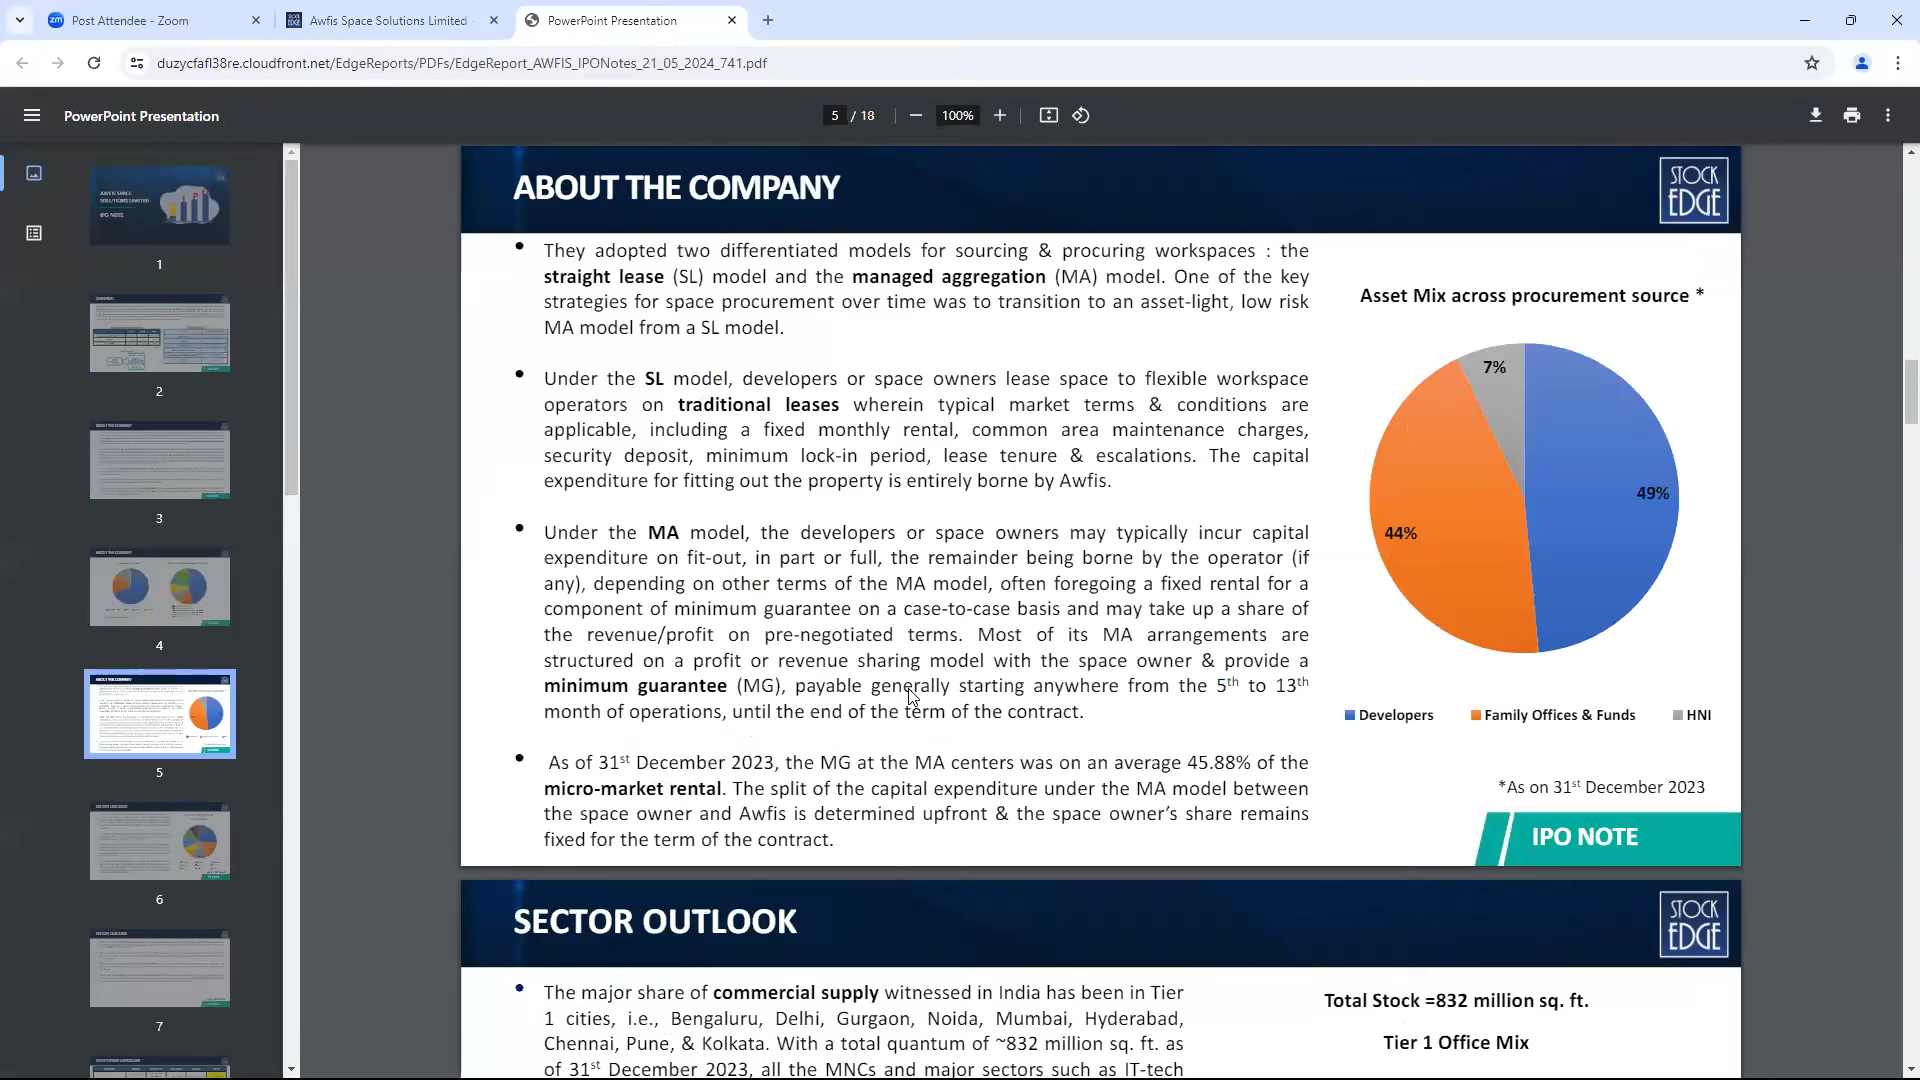 Post Attendee - Zoom
Awfis Space Solutions Limited
PowerPoint Presentation
duzycfafl38re.cloudfront.net/EdgeReports/PDFs/EdgeReport_AWFIS_IPONotes_21_05_2024_741.pdf
PowerPoint Presentation
5 / 18
100%
1
2
3
4
5
6
7
ABOUT THE COMPANY
STOCK
EDGE
• They adopted two differentiated models for sourcing & procuring workspaces : the
straight lease (SL) model and the managed aggregation (MA) model. One of the key
strategies for space procurement over time was to transition to an asset-light, low risk
MA model from a SL model.
• Under the SL model, developers or space owners lease space to flexible workspace
operators on traditional leases wherein typical market terms & conditions are
applicable, including a fixed monthly rental, common area maintenance charges,
security deposit, minimum lock-in period, lease tenure & escalations. The capital
expenditure for fitting out the property is entirely borne by Awfis.
• Under the MA model, the developers or space owners may typically incur capital
expenditure on fit-out, in part or full, the remainder being borne by the operator (if
any), depending on other terms of the MA model, often foregoing a fixed rental for a
component of minimum guarantee on a case-to-case basis and may take up a share of
the revenue/profit on pre-negotiated terms. Most of its MA arrangements are
structured on a profit or revenue sharing model with the space owner & provide a
minimum guarantee (MG), payable generally starting anywhere from the 5th to 13th
month of operations, until the end of the term of the contract.
• As of 31st December 2023, the MG at the MA centers was on an average 45.88% of the
micro-market rental. The split of the capital expenditure under the MA model between
the space owner and Awfis is determined upfront & the space owner's share remains
fixed for the term of the contract.
Asset Mix across procurement source *
7%
49%
44%
Developers
Family Offices & Funds
HNI
*As on 31st December 2023
IPO NOTE
SECTOR OUTLOOK
STOCK
EDGE
• The major share of commercial supply witnessed in India has been in Tier
1 cities, i.e., Bengaluru, Delhi, Gurgaon, Noida, Mumbai, Hyderabad,
Chennai, Pune, & Kolkata. With a total quantum of ~832 million sq. ft. as
of 31st December 2023, all the MNCs and major sectors such as IT-tech
Total Stock =832 million sq. ft.
Tier 1 Office Mix